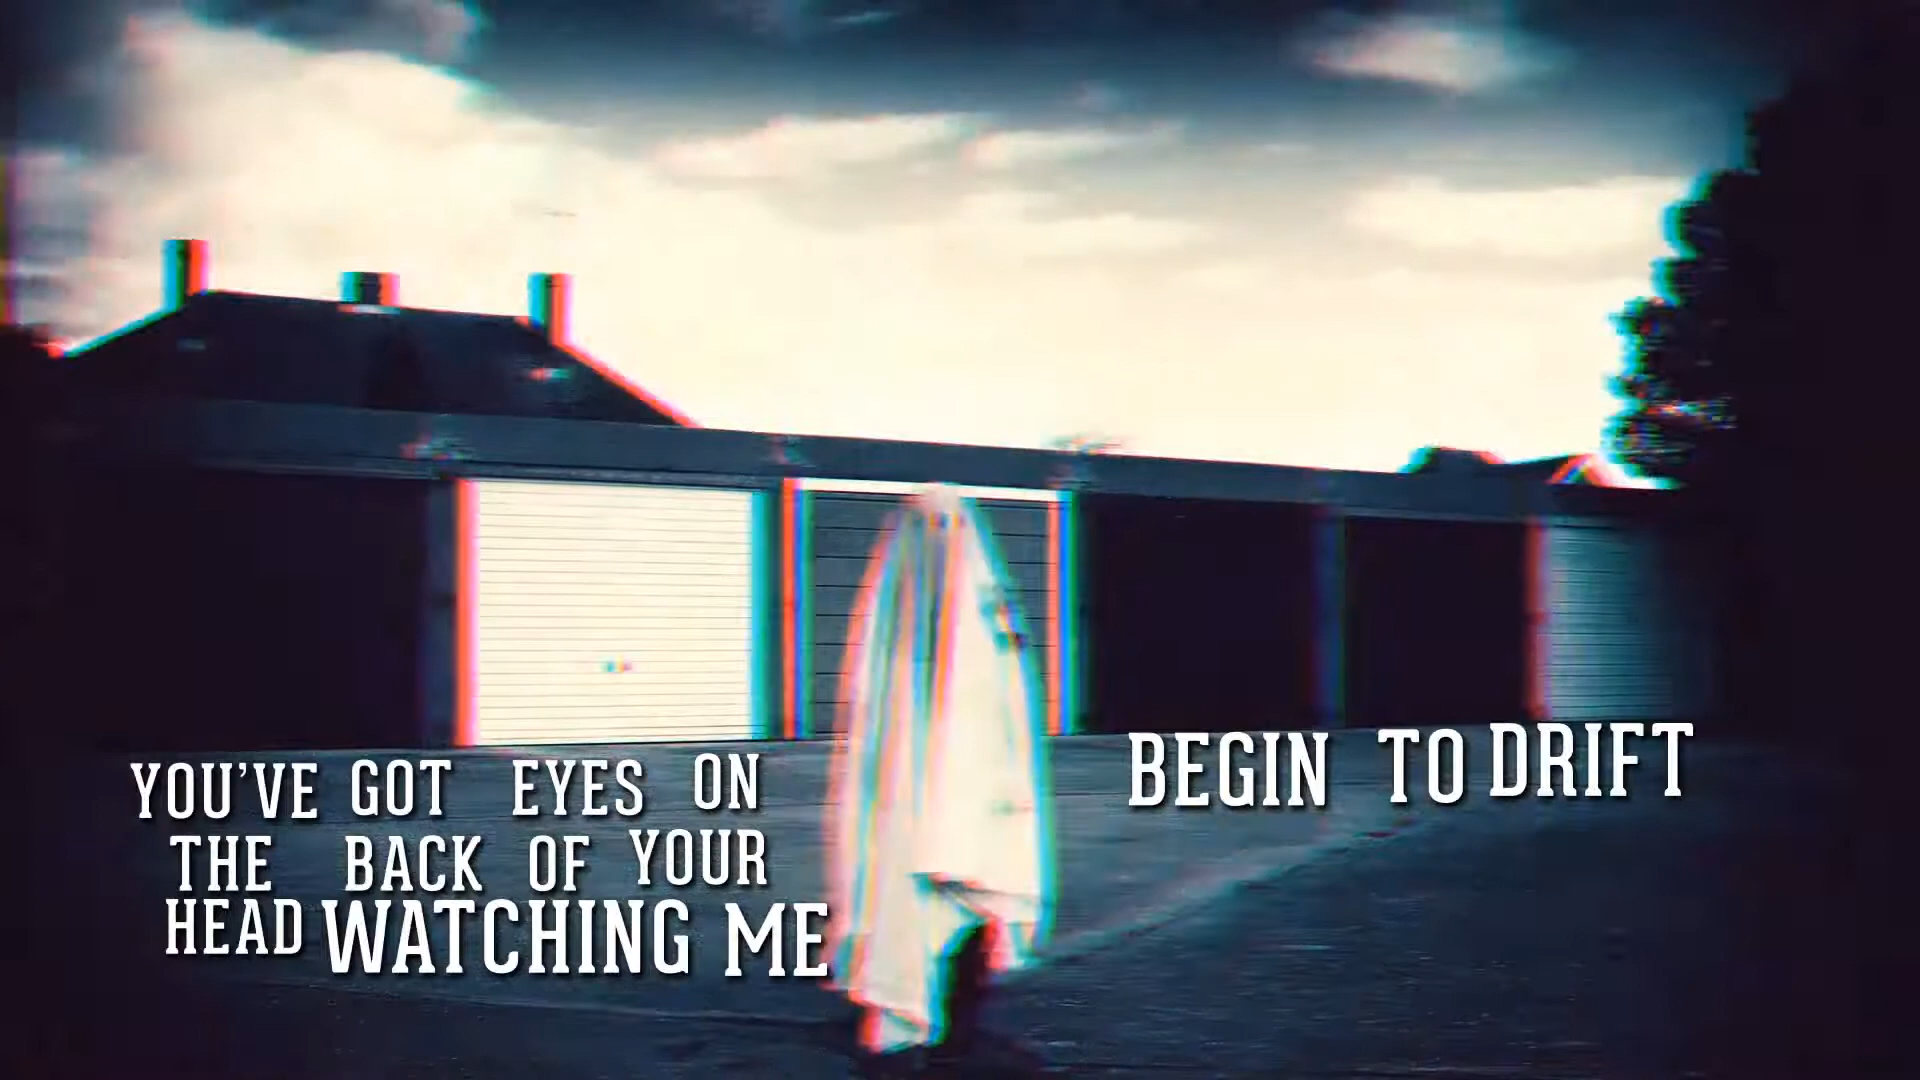 YOU'VE GOT EYES ON
THE BACK OF YOUR
HEAD WATCHING ME
BEGIN TO DRIFT